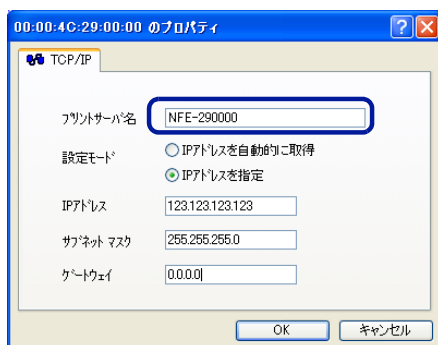 00:00:4C:29:00:00 のプロパティ
TCP/IP
プリントサーバ名 NFE-290000
設定モード IPアドレスを自動的に取得
IPアドレスを指定
IPアドレス 123.123.123.123
サブネット マスク 255.255.255.0
ゲートウェイ 0.0.0.0
OK キャンセル